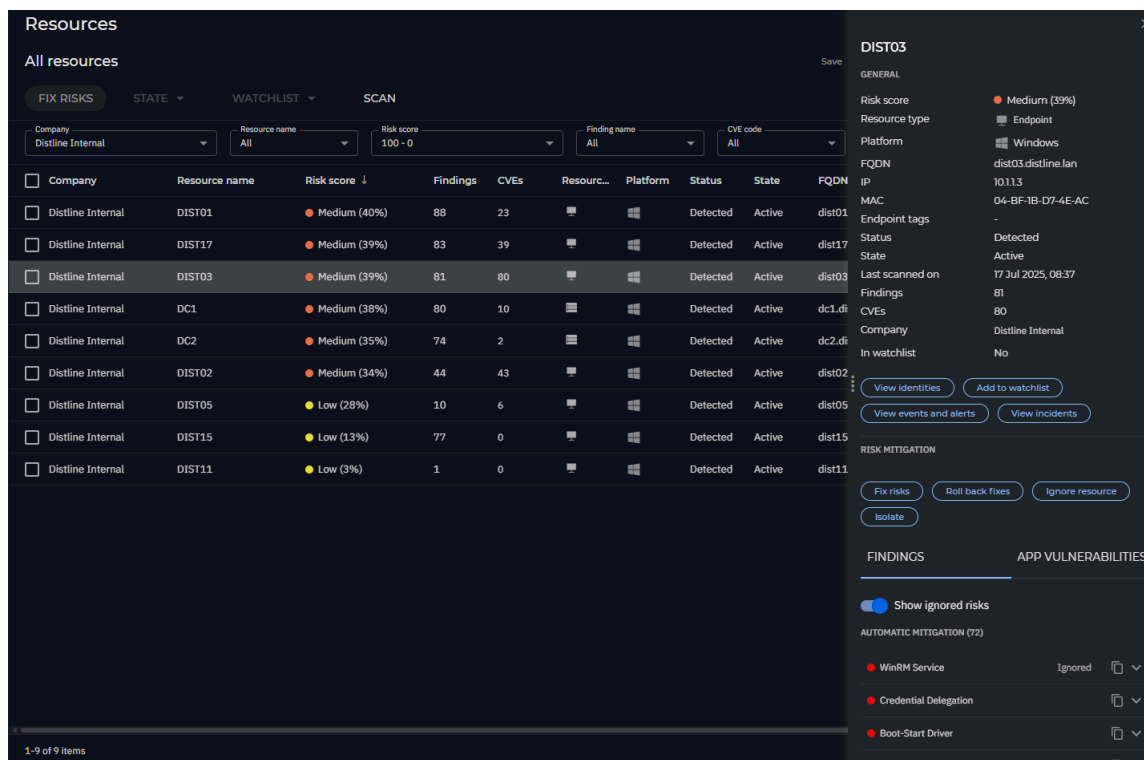 Resources
All resources
Save
FIX RISKS STATE WATCHLIST SCAN
Company Resource name Risk score Finding name CVE code
Distline Internal All 100 - 0 All All
Company Resource name Risk score ↓ Findings CVEs Resourc... Platform Status State FQDN
Distline Internal DIST01 Medium (40%) 88 23 Detected Active dist01
Distline Internal DIST17 Medium (39%) 83 39 Detected Active dist17
Distline Internal DIST03 Medium (39%) 81 80 Detected Active dist03
Distline Internal DC1 Medium (38%) 80 10 Detected Active dc1.di
Distline Internal DC2 Medium (35%) 74 2 Detected Active dc2.di
Distline Internal DIST02 Medium (34%) 44 43 Detected Active dist02
Distline Internal DIST05 Low (28%) 10 6 Detected Active dist05
Distline Internal DIST15 Low (13%) 77 0 Detected Active dist15
Distline Internal DIST11 Low (3%) 1 0 Detected Active dist11
1-9 of 9 items
DIST03
GENERAL
Risk score Medium (39%)
Resource type Endpoint
Platform Windows
FQDN dist03.distline.lan
IP 10.1.1.3
MAC 04-BF-1B-D7-4E-AC
Endpoint tags -
Status Detected
State Active
Last scanned on 17 Jul 2025, 08:37
Findings 81
CVEs 80
Company Distline Internal
In watchlist No
View identities Add to watchlist
View events and alerts View incidents
RISK MITIGATION
Fix risks Roll back fixes Ignore resource
Isolate
FINDINGS APP VULNERABILITIES
Show ignored risks
AUTOMATIC MITIGATION (72)
WinRM Service Ignored
Credential Delegation
Boot-Start Driver